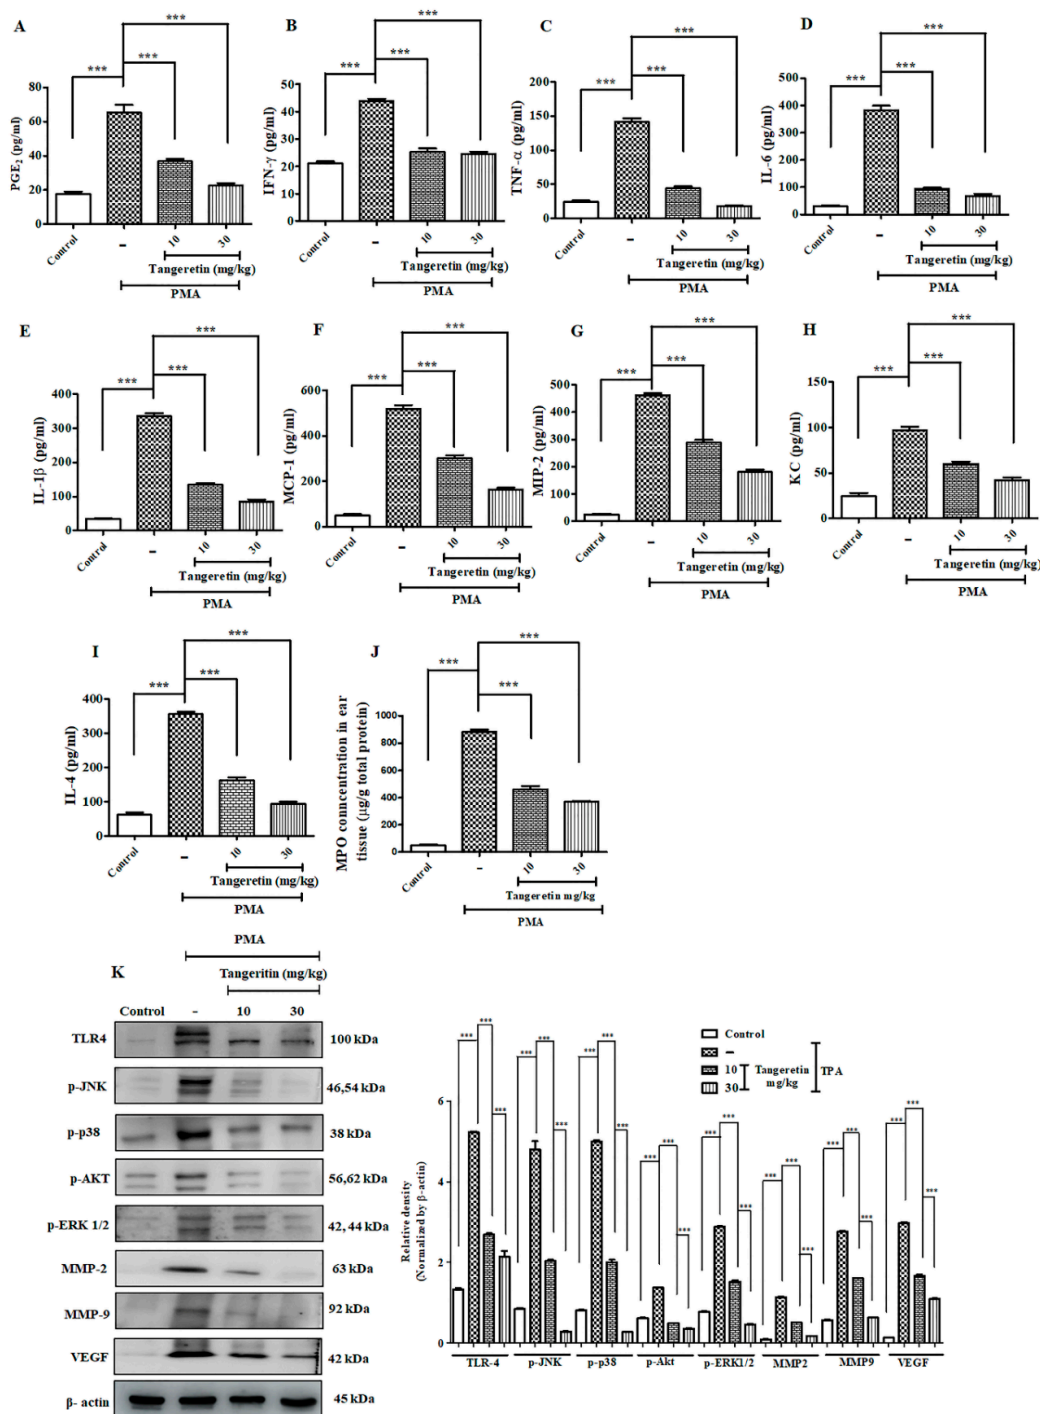 A
***
***
***
PGE2 (pg/ml)
80
60
40
20
0
Control
–
10
30
Tangeretin (mg/kg)
PMA
B
***
***
***
IFN-γ (pg/ml)
50
40
30
20
10
0
Control
–
10
30
Tangeretin (mg/kg)
PMA
C
***
***
***
TNF-α (pg/ml)
200
150
100
50
0
Control
–
10
30
Tangeretin (mg/kg)
PMA
D
***
***
***
IL-6 (pg/ml)
500
400
300
200
100
0
Control
–
10
30
Tangeretin (mg/kg)
PMA
E
***
***
***
IL-1β (pg/ml)
400
300
200
100
0
Control
–
10
30
Tangeretin (mg/kg)
PMA
F
***
***
***
MCP-1 (pg/ml)
600
400
200
0
Control
–
10
30
Tangeretin (mg/kg)
PMA
G
***
***
***
MIP-2 (pg/ml)
500
400
300
200
100
0
Control
–
10
30
Tangeretin (mg/kg)
PMA
H
***
***
***
KC (pg/ml)
150
100
50
0
Control
–
10
30
Tangeretin (mg/kg)
PMA
I
***
***
***
IL-4 (pg/ml)
400
300
200
100
0
Control
–
10
30
Tangeretin (mg/kg)
PMA
J
***
***
***
MPO conncentration in ear
tissue (μg/g total protein)
1000
800
600
400
200
0
Control
–
10
30
Tangeretin mg/kg
PMA
K
PMA
Tangeritin (mg/kg)
Control – 10 30
TLR4 100 kDa
p-JNK 46,54 kDa
p-p38 38 kDa
p-AKT 56,62 kDa
p-ERK 1/2 42, 44 kDa
MMP-2 63 kDa
MMP-9 92 kDa
VEGF 42 kDa
β- actin 45 kDa
Control
–
10
30
Tangeretin
mg/kg
TPA
*** *** ***
*** *** ***
*** *** ***
*** *** ***
*** *** ***
*** *** ***
*** *** ***
*** *** ***
Relative density
(Normalized by β-actin)
6
4
2
0
TLR-4 p-JNK p-p38 p-Akt p-ERK1/2 MMP2 MMP9 VEGF